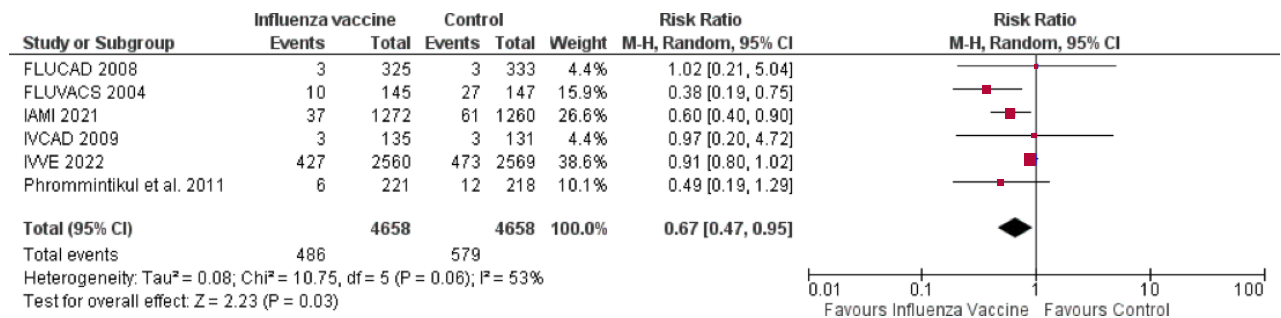 Influenza vaccine Control Risk Ratio Risk Ratio
Study or Subgroup Events Total Events Total Weight M-H, Random, 95% CI M-H, Random, 95% CI
FLUCAD 2008 3 325 3 333 4.4% 1.02 [0.21, 5.04]
FLUVACS 2004 10 145 27 147 15.9% 0.38 [0.19, 0.75]
IAMI 2021 37 1272 61 1260 26.6% 0.60 [0.40, 0.90]
IVCAD 2009 3 135 3 131 4.4% 0.97 [0.20, 4.72]
IVVE 2022 427 2560 473 2569 38.6% 0.91 [0.80, 1.02]
Phrommintikul et al. 2011 6 221 12 218 10.1% 0.49 [0.19, 1.29]
Total (95% CI) 4658 4658 100.0% 0.67 [0.47, 0.95]
Total events 486 579
Heterogeneity: Tau² = 0.08; Chi² = 10.75, df = 5 (P = 0.06); I² = 53%
Test for overall effect: Z = 2.23 (P = 0.03)
0.01 0.1 1 10 100
Favours Influenza Vaccine Favours Control